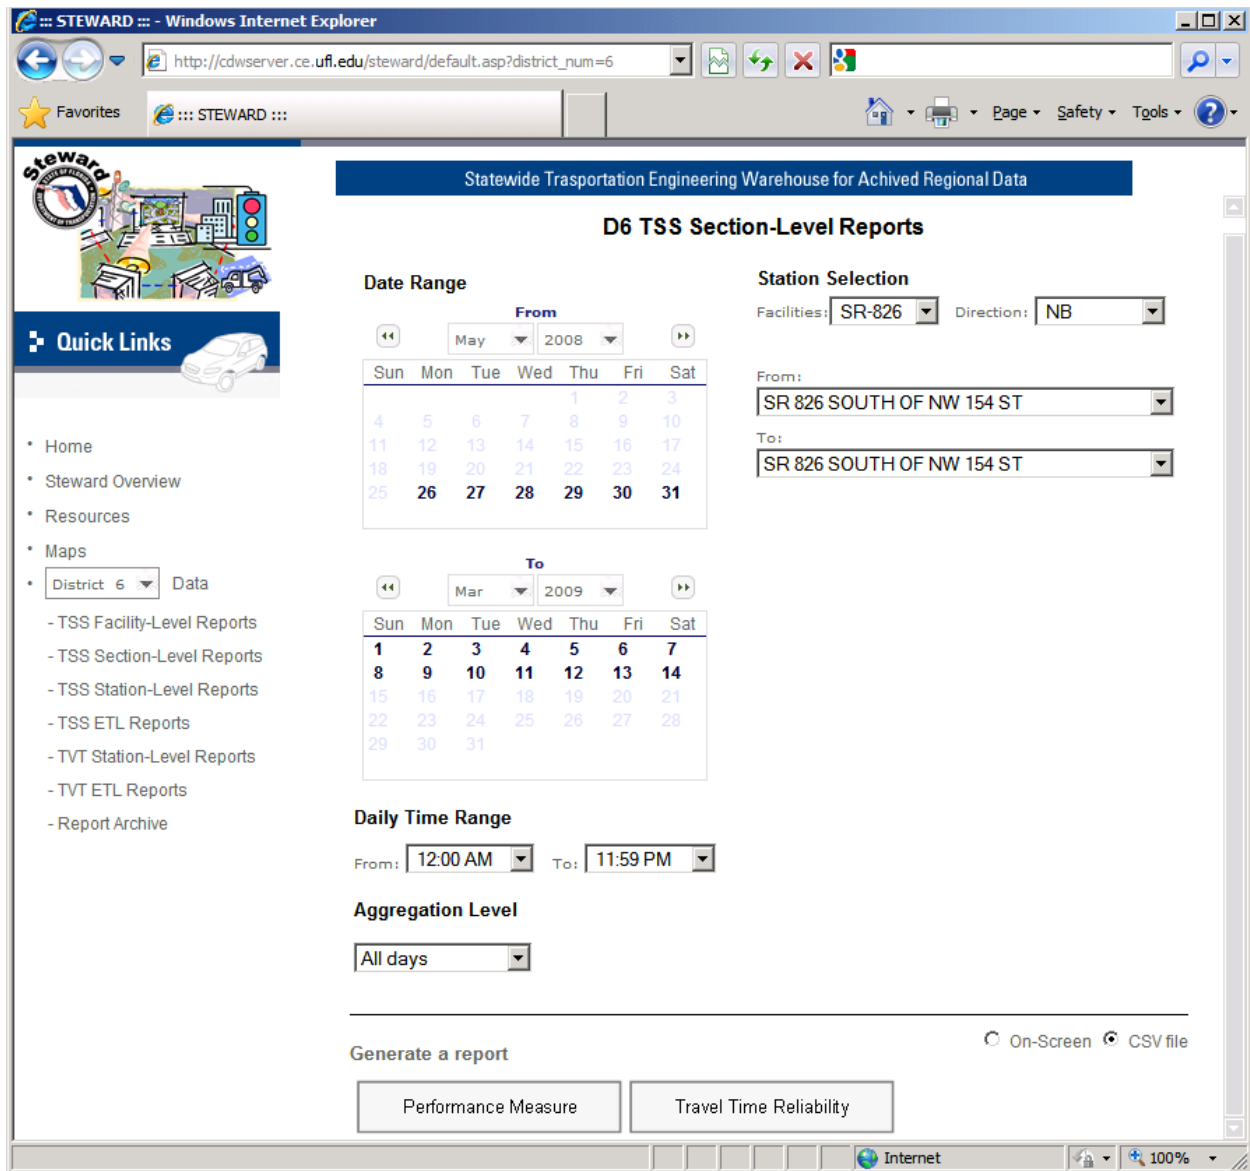 ::: STEWARD ::: - Windows Internet Explorer
http://cdwserver.ce.ufl.edu/steward/default.asp?district_num=6
Favorites
::: STEWARD :::
Page
Safety
Tools
Steward
Statewide Trasportation Engineering Warehouse for Achived Regional Data
D6 TSS Section-Level Reports
Quick Links
Home
Steward Overview
Resources
Maps
District 6 Data
- TSS Facility-Level Reports
- TSS Section-Level Reports
- TSS Station-Level Reports
- TSS ETL Reports
- TVT Station-Level Reports
- TVT ETL Reports
- Report Archive
Date Range
From
May 2008
Sun Mon Tue Wed Thu Fri Sat
1 2 3
4 5 6 7 8 9 10
11 12 13 14 15 16 17
18 19 20 21 22 23 24
25 26 27 28 29 30 31
To
Mar 2009
Sun Mon Tue Wed Thu Fri Sat
1 2 3 4 5 6 7
8 9 10 11 12 13 14
15 16 17 18 19 20 21
22 23 24 25 26 27 28
29 30 31
Daily Time Range
From: 12:00 AM To: 11:59 PM
Aggregation Level
All days
Station Selection
Facilities: SR-826 Direction: NB
From:
SR 826 SOUTH OF NW 154 ST
To:
SR 826 SOUTH OF NW 154 ST
On-Screen CSV file
Generate a report
Performance Measure
Travel Time Reliability
Internet
100%